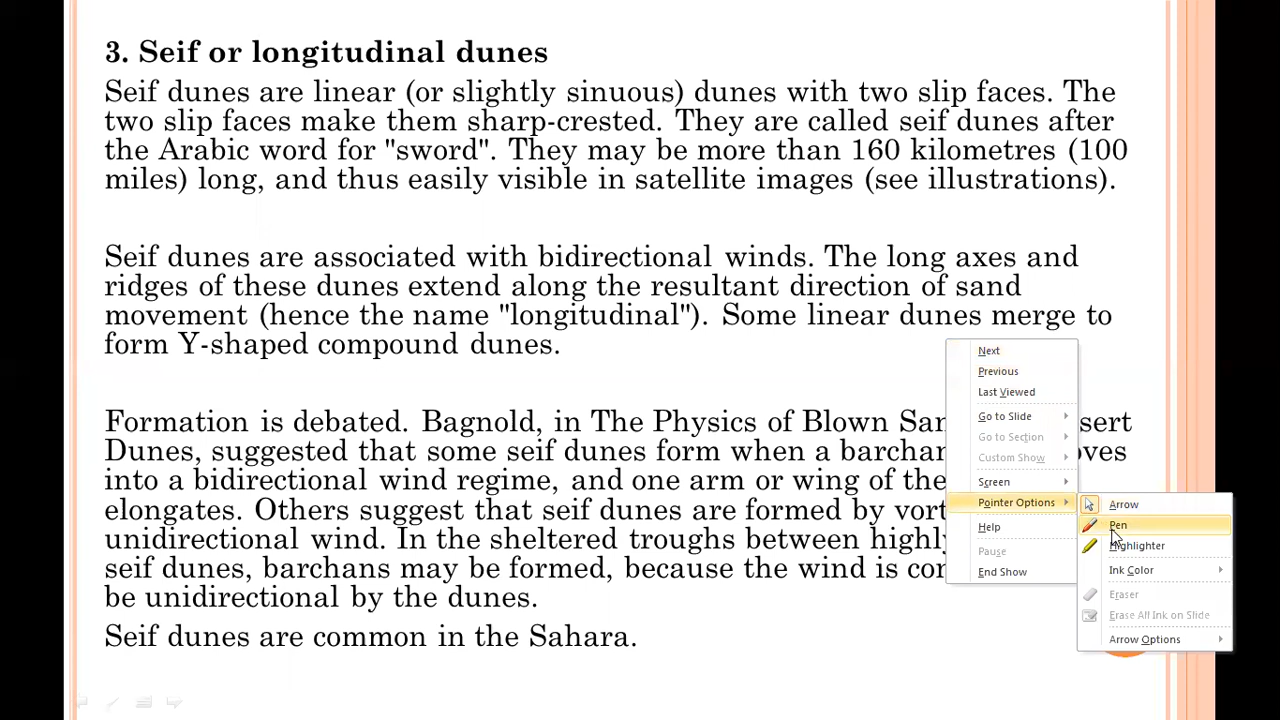 3. Seif or longitudinal dunes
Seif dunes are linear (or slightly sinuous) dunes with two slip faces. The
two slip faces make them sharp-crested. They are called seif dunes after
the Arabic word for "sword". They may be more than 160 kilometres (100
miles) long, and thus easily visible in satellite images (see illustrations).
Seif dunes are associated with bidirectional winds. The long axes and
ridges of these dunes extend along the resultant direction of sand
movement (hence the name "longitudinal"). Some linear dunes merge to
form Y-shaped compound dunes.
Formation is debated. Bagnold, in The Physics of Blown San sert
Dunes, suggested that some seif dunes form when a barchan oves
into a bidirectional wind regime, and one arm or wing of the
elongates. Others suggest that seif dunes are formed by vort
unidirectional wind. In the sheltered troughs between highly
seif dunes, barchans may be formed, because the wind is con
be unidirectional by the dunes.
Seif dunes are common in the Sahara.
Next
Previous
Last Viewed
Go to Slide
Go to Section
Custom Show
Screen
Pointer Options
Help
Pause
End Show
Arrow
Pen
Highlighter
Ink Color
Eraser
Erase All Ink on Slide
Arrow Options